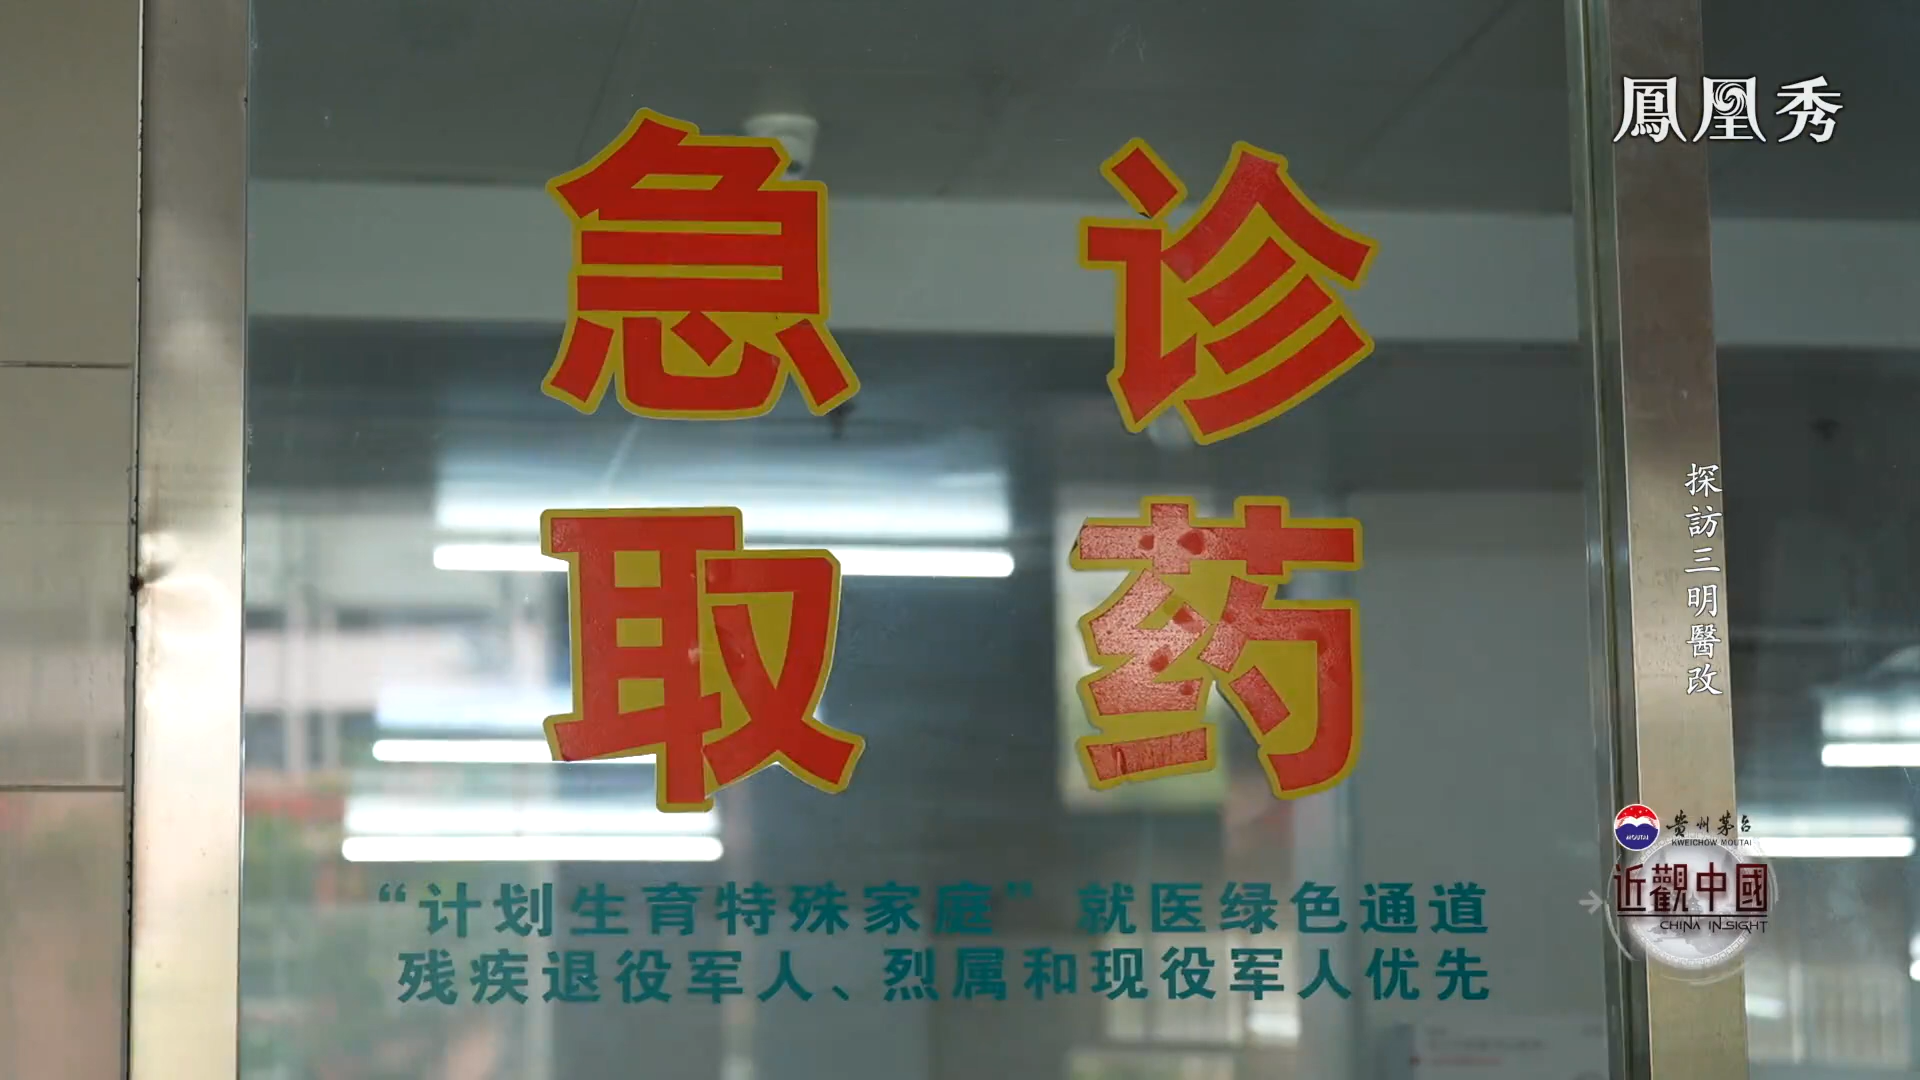 鳳凰秀
急诊
取药
探訪三明醫改
貴州茅台
MOUTAI
KWEICHOW MOUTAI
近觀中國
CHINA INSIGHT
“计划生育特殊家庭”就医绿色通道
残疾退役军人、烈属和现役军人优先